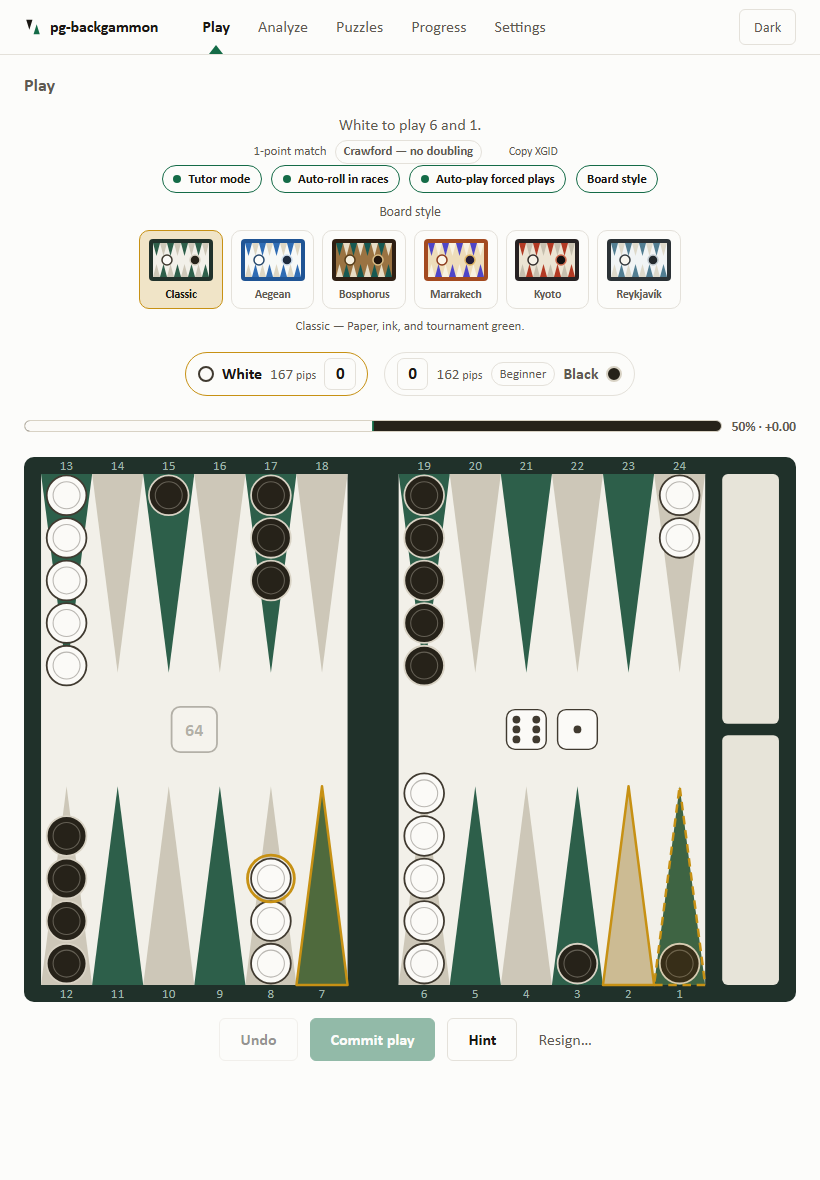 pg-backgammon Play Analyze Puzzles Progress Settings Dark
Play
White to play 6 and 1.
1-point match Crawford — no doubling Copy XGID
Tutor mode Auto-roll in races Auto-play forced plays Board style
Board style
Classic Aegean Bosphorus Marrakech Kyoto Reykjavík
Classic — Paper, ink, and tournament green.
White 167 pips 0 0 162 pips Beginner Black
50% · +0.00
13 14 15 16 17 18 19 20 21 22 23 24
64
12 11 10 9 8 7 6 5 4 3 2 1
Undo Commit play Hint Resign…